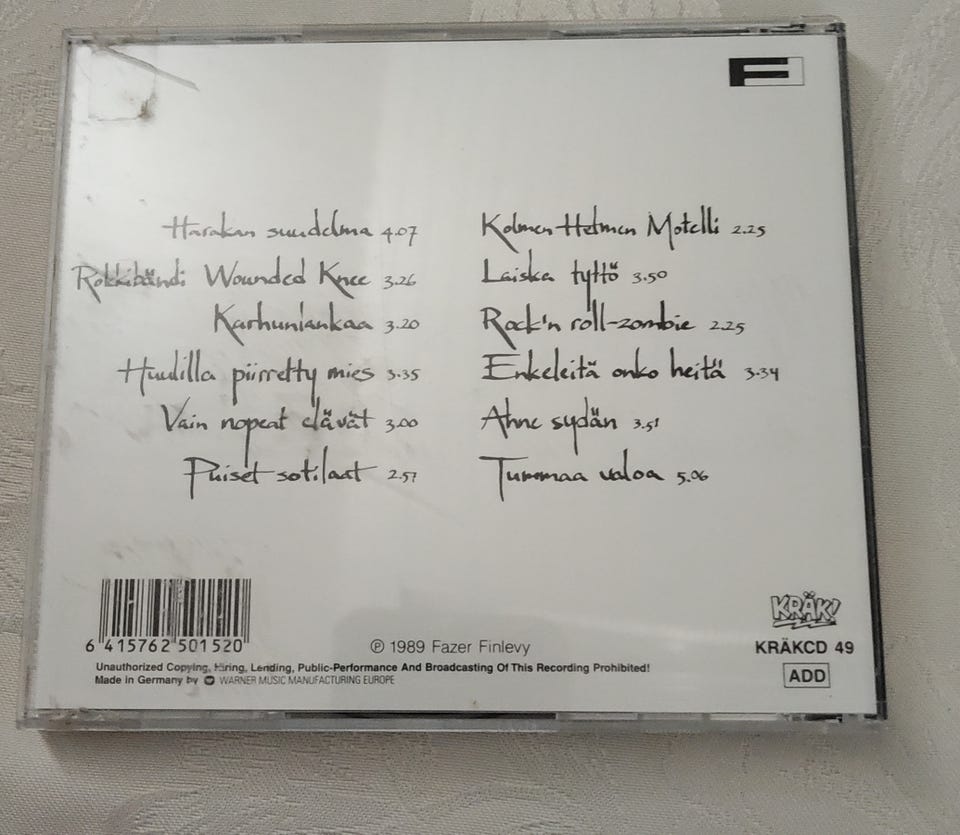 Harakan suudelma 4.07
Rokkibändi Wounded Knee 3.26
Karhunlankaa 3.20
Huulilla piirretty mies 3.35
Vain nopeat elävät 3.00
Puiset sotilaat 2.57
Kolmen Helmen Motelli 2.25
Laiska tyttö 3.50
Rock'n roll-zombie 2.25
Enkeleitä onko heitä 3.34
Ahne sydän 3.51
Tummaa valoa 5.06
6 415762 501520
℗ 1989 Fazer Finlevy
Unauthorized Copying, Hiring, Lending, Public-Performance And Broadcasting Of This Recording Prohibited!
Made in Germany by WARNER MUSIC MANUFACTURING EUROPE
KRÄK!
KRÄKCD 49
ADD